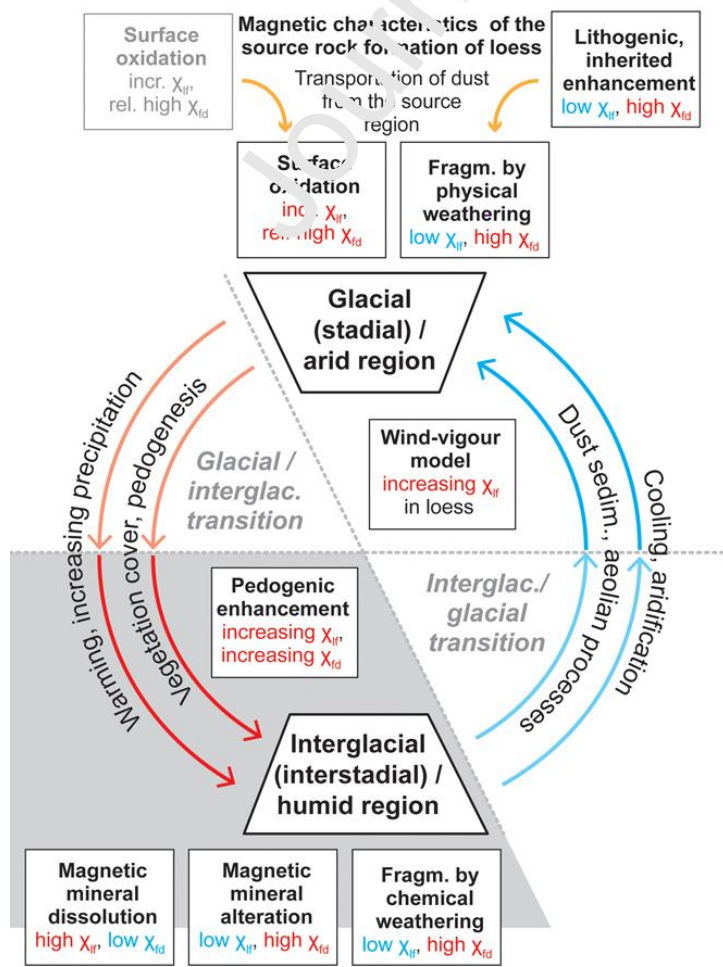 Surface
oxidation
incr. χlf,
rel. high χfd
Magnetic characteristics of the
source rock formation of loess
Transportation of dust
from the source
region
Lithogenic,
inherited
enhancement
low χlf, high χfd
Journ
Surface
oxidation
incr. χlf,
rel. high χfd
Fragm. by
physical
weathering
low χlf, high χfd
Glacial
(stadial) /
arid region
Warming, increasing precipitation
Vegetation cover, pedogenesis
Glacial /
interglac.
transition
Wind-vigour
model
increasing χlf
in loess
Dust sedim., aeolian processes
Cooling, aridification
Pedogenic
enhancement
increasing χlf,
increasing χfd
Interglac./
glacial
transition
Interglacial
(interstadial) /
humid region
Magnetic
mineral
dissolution
high χlf, low χfd
Magnetic
mineral
alteration
low χlf, high χfd
Fragm. by
chemical
weathering
low χlf, high χfd